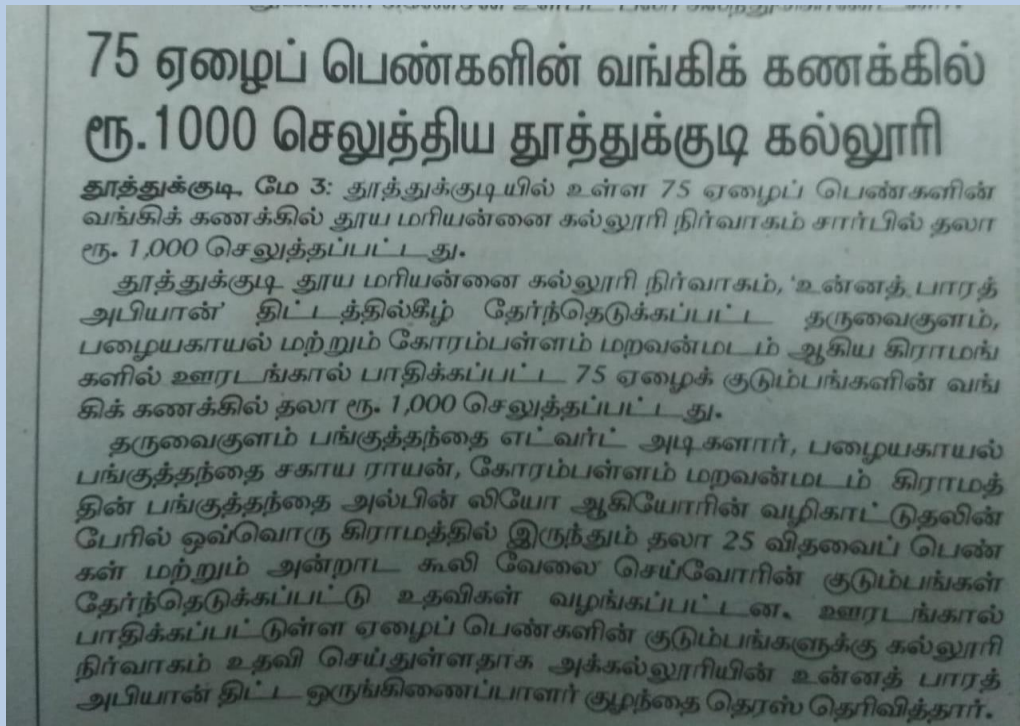 75 ஏழைப் பெண்களின் வங்கிக் கணக்கில்
ரூ.1000 செலுத்திய தூத்துக்குடி கல்லூரி
தூத்துக்குடி, மே 3: தூத்துக்குடியில் உள்ள 75 ஏழைப் பெண்களின்
வங்கிக் கணக்கில் தூய மரியன்னை கல்லூரி நிர்வாகம் சார்பில் தலா
ரூ. 1,000 செலுத்தப்பட்டது.
தூத்துக்குடி தூய மரியன்னை கல்லூரி நிர்வாகம், 'உன்னத் பாரத்
அபியான்' திட்டத்தில்கீழ் தேர்ந்தெடுக்கப்பட்ட தருவைகுளம்,
பழையகாயல் மற்றும் கோரம்பள்ளம் மறவன்மடம் ஆகிய கிராமங்
களில் ஊரடங்கால் பாதிக்கப்பட்ட 75 ஏழைக் குடும்பங்களின் வங்
கிக் கணக்கில் தலா ரூ. 1,000 செலுத்தப்பட்டது.
தருவைகுளம் பங்குத்தந்தை எட்வர்ட் அடிகளார், பழையகாயல்
பங்குத்தந்தை சகாய ராயன், கோரம்பள்ளம் மறவன்மடம் கிராமத்
தின் பங்குத்தந்தை அல்பின் லியோ ஆகியோரின் வழிகாட்டுதலின்
பேரில் ஒவ்வொரு கிராமத்தில் இருந்தும் தலா 25 விதவைப் பெண்
கள் மற்றும் அன்றாட கூலி வேலை செய்வோரின் குடும்பங்கள்
தேர்ந்தெடுக்கப்பட்டு உதவிகள் வழங்கப்பட்டன. ஊரடங்கால்
பாதிக்கப்பட்டுள்ள ஏழைப் பெண்களின் குடும்பங்களுக்கு கல்லூரி
நிர்வாகம் உதவி செய்துள்ளதாக அக்கல்லூரியின் உன்னத் பாரத்
அபியான் திட்ட ஒருங்கிணைப்பாளர் குழந்தை தெரஸ் தெரிவித்தார்.